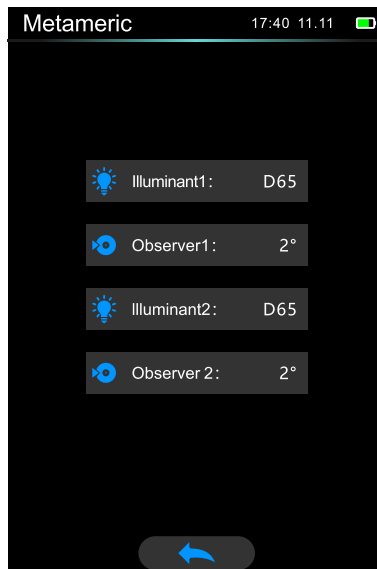 Metameric 17:40 11.11
Illuminant1: D65
Observer1: 2°
Illuminant2: D65
Observer 2: 2°